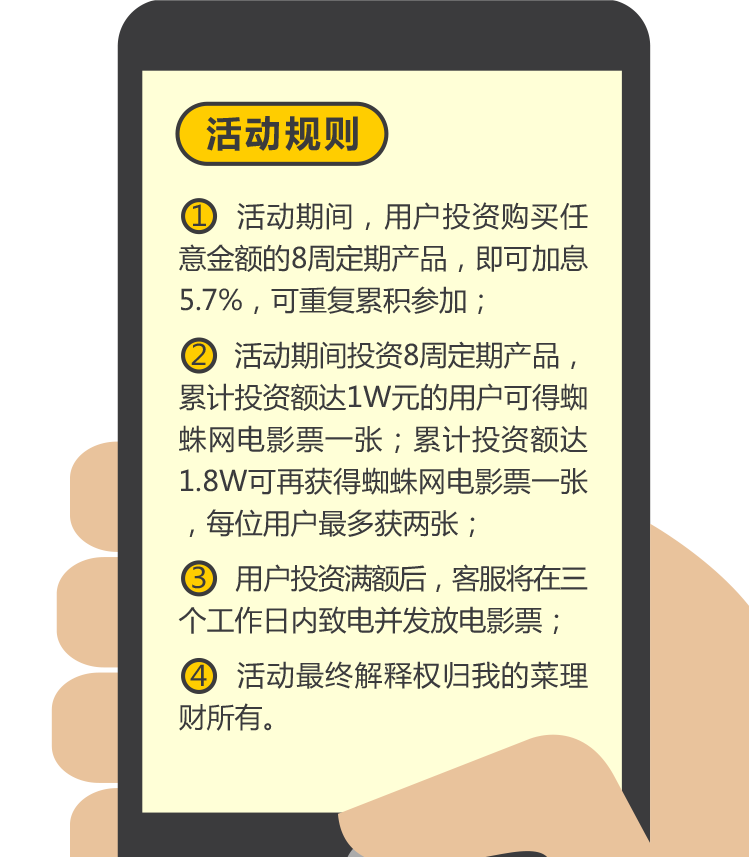 活动规则
① 活动期间，用户投资购买任
意金额的8周定期产品，即可加息
5.7%，可重复累积参加；
② 活动期间投资8周定期产品，
累计投资额达1W元的用户可得蜘
蛛网电影票一张；累计投资额达
1.8W可再获得蜘蛛网电影票一张
，每位用户最多获两张；
③ 用户投资满额后，客服将在三
个工作日内致电并发放电影票；
④ 活动最终解释权归我的菜理
财所有。